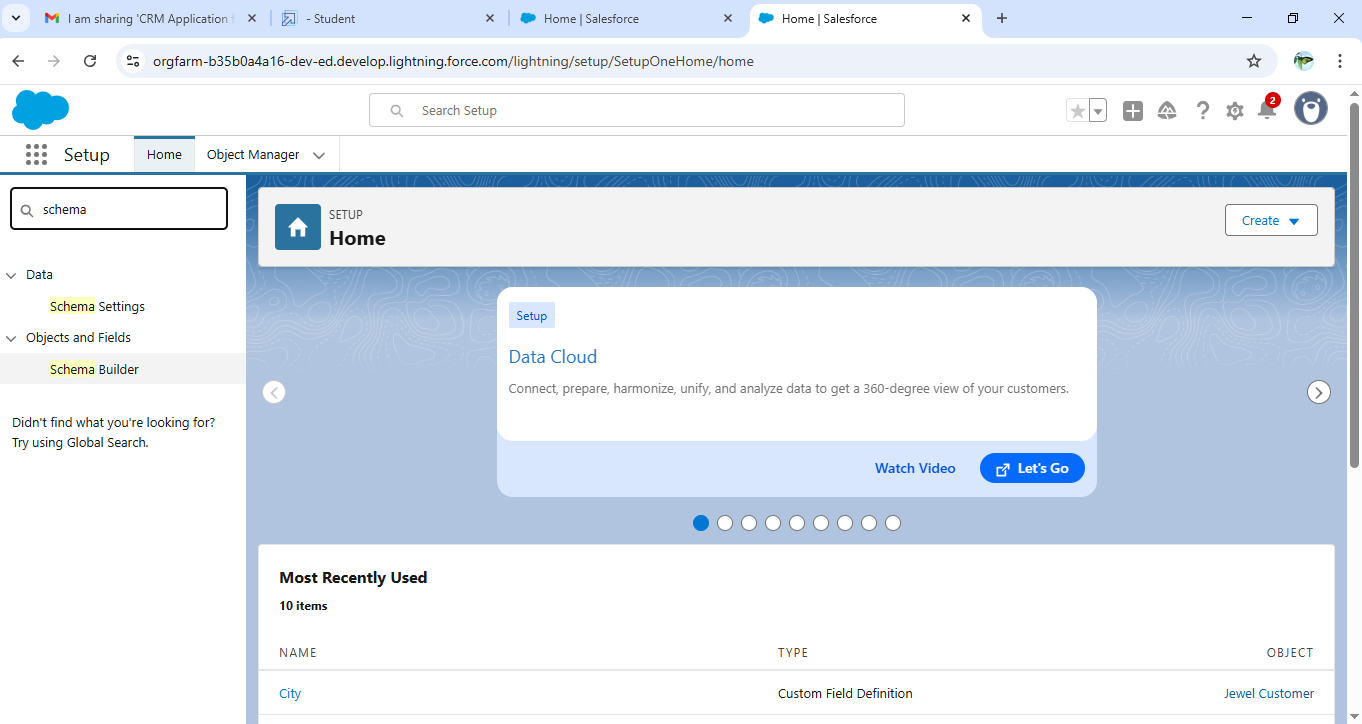 I am sharing 'CRM Application
- Student
Home | Salesforce
Home | Salesforce
orgfarm-b35b0a4a16-dev-ed.develop.lightning.force.com/lightning/setup/SetupOneHome/home
Search Setup
2
Setup
Home
Object Manager
schema
Data
Schema Settings
Objects and Fields
Schema Builder
Didn't find what you're looking for?
Try using Global Search.
SETUP
Home
Create
Setup
Data Cloud
Connect, prepare, harmonize, unify, and analyze data to get a 360-degree view of your customers.
Watch Video
Let's Go
Most Recently Used
10 items
NAME TYPE OBJECT
City Custom Field Definition Jewel Customer